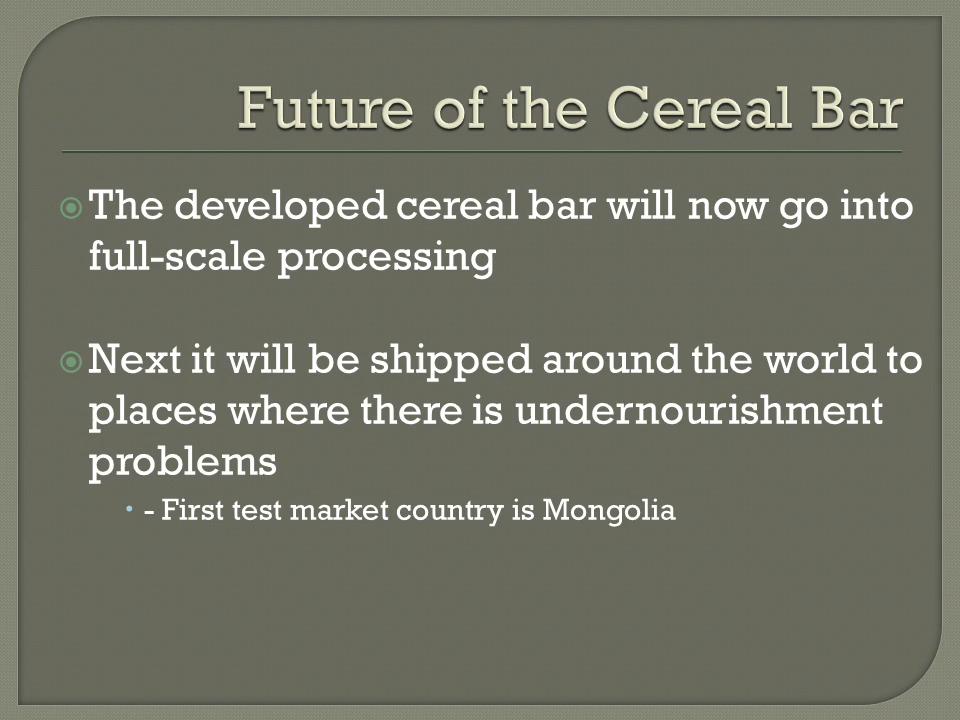 Future of the Cereal Bar
The developed cereal bar will now go into
full-scale processing
Next it will be shipped around the world to
places where there is undernourishment
problems
- First test market country is Mongolia